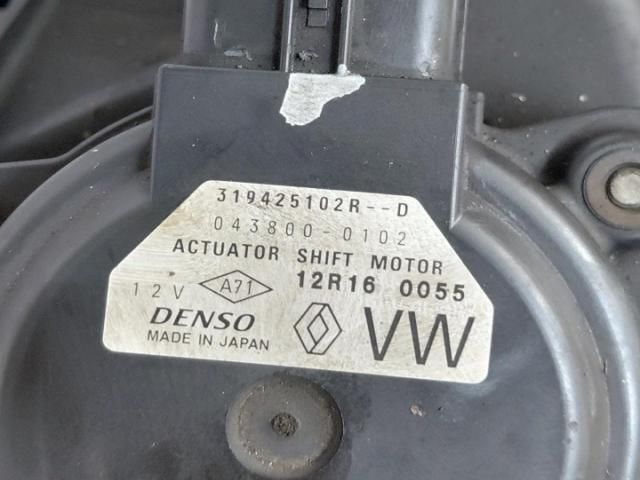 319425102R--D
043800-0102
ACTUATOR SHIFT MOTOR
12V A71 12R16 0055
DENSO
MADE IN JAPAN
VW